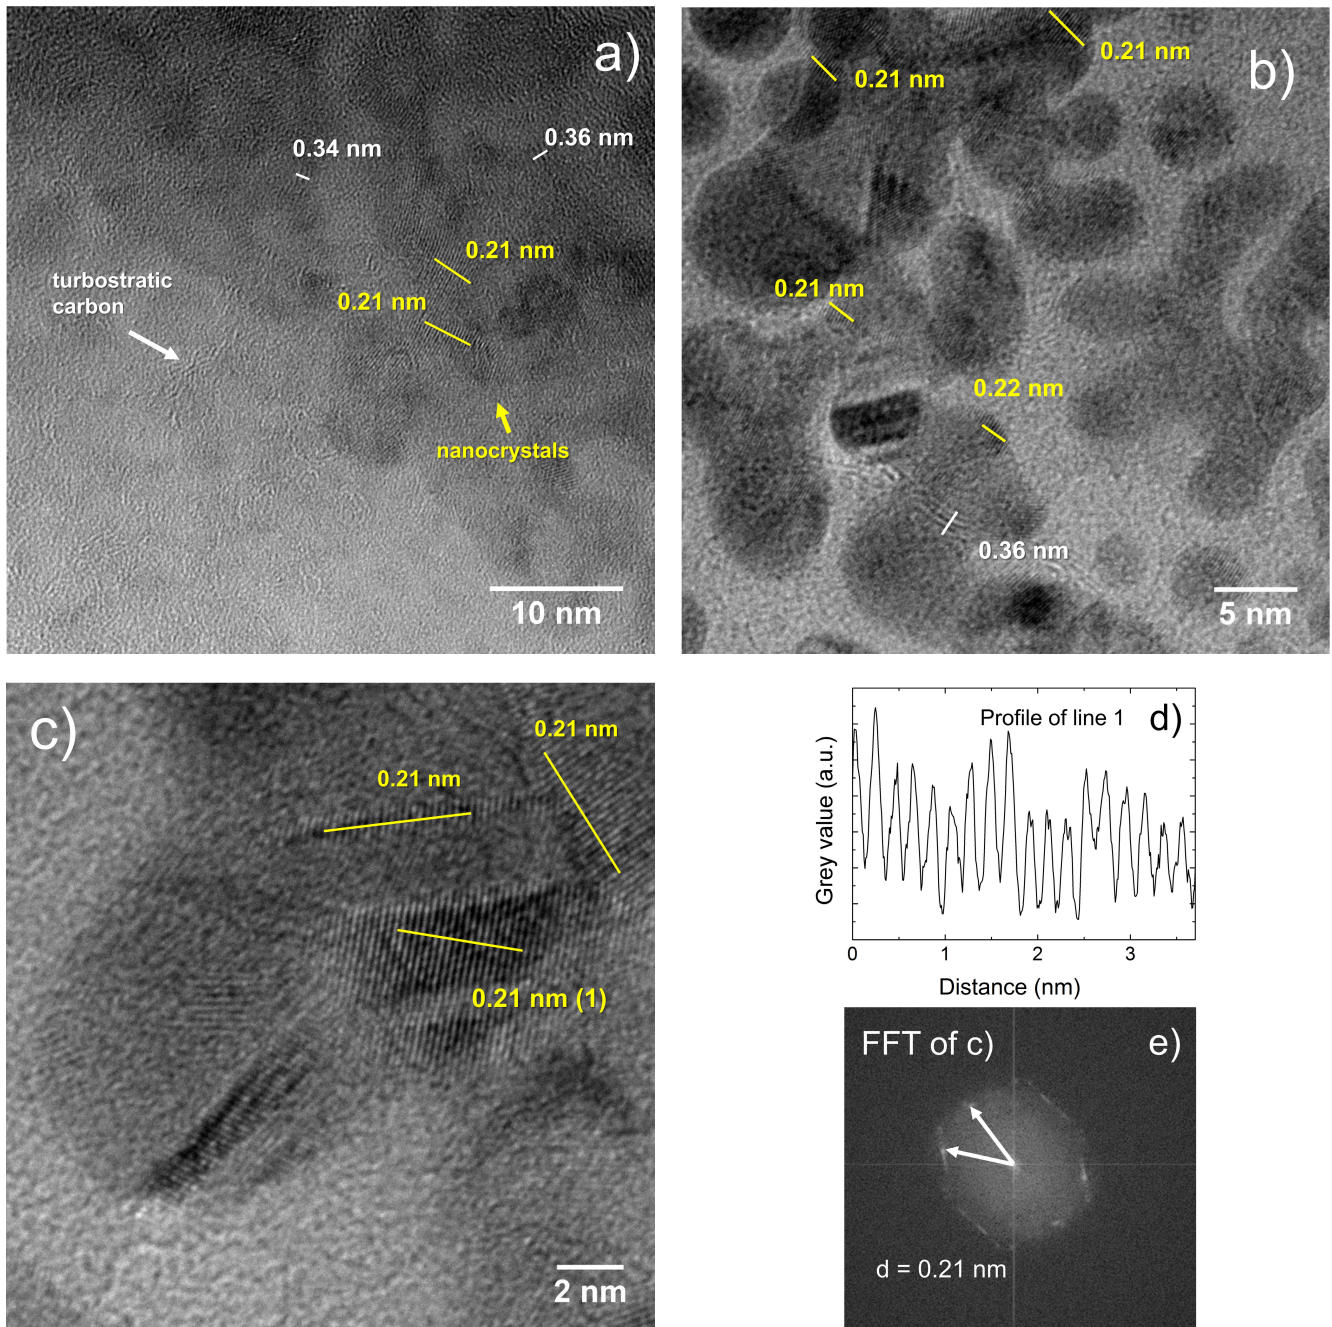 a)
0.34 nm
0.36 nm
0.21 nm
turbostratic
carbon
0.21 nm
nanocrystals
10 nm
b)
0.21 nm
0.21 nm
0.21 nm
0.22 nm
0.36 nm
5 nm
c)
0.21 nm
0.21 nm
0.21 nm (1)
2 nm
Profile of line 1
d)
Grey value (a.u.)
0 1 2 3
Distance (nm)
FFT of c)
e)
d = 0.21 nm